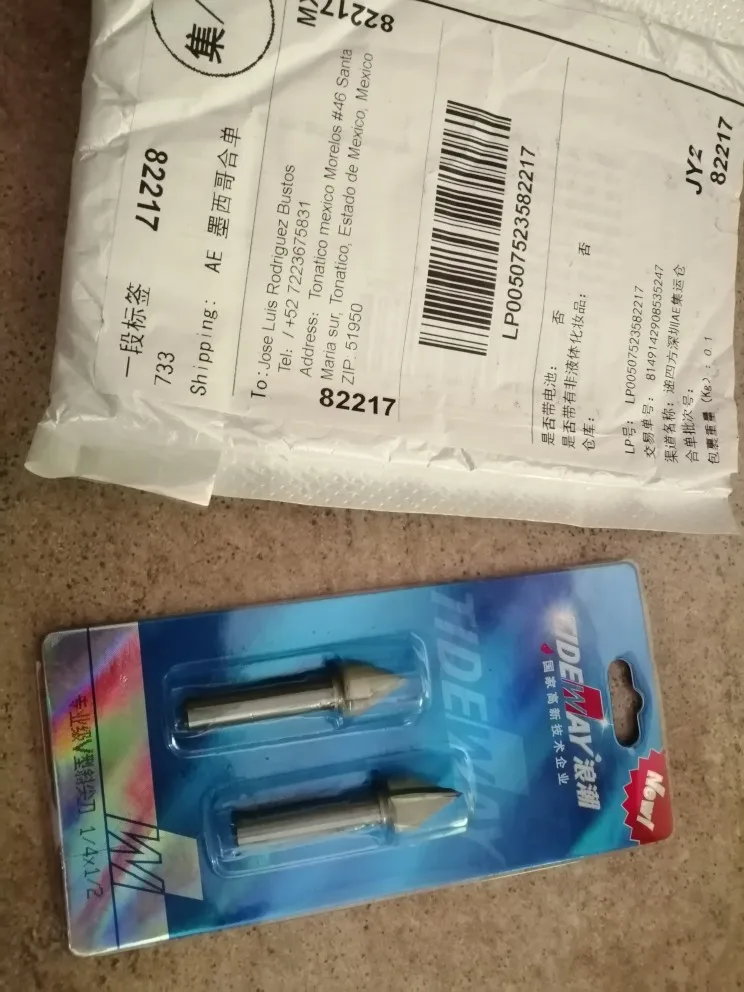 集/
MX
82217
一段标签
82217
733
Shipping: AE 墨西哥合单
To:Jose Luis Rodriguez Bustos
Tel: / +52 7223675831
Address: Tonatico mexico Morelos #46 Santa
Maria sur, Tonatico, Estado de Mexico, Mexico
ZIP: 51950
82217
LP00507523582217
是否带电池: 否
是否带有非液体化妆品: 否
仓库:
LP号: LP00507523582217
交易单号: 8149142908535247
渠道名称: 递四方深圳AE集运仓
合单批次号:
包裹重量 (Kg): 0.1
JY2
82217
TIDEWAY
TIDEWAY 浪潮
国家高新技术企业
New!
1/4x1/2